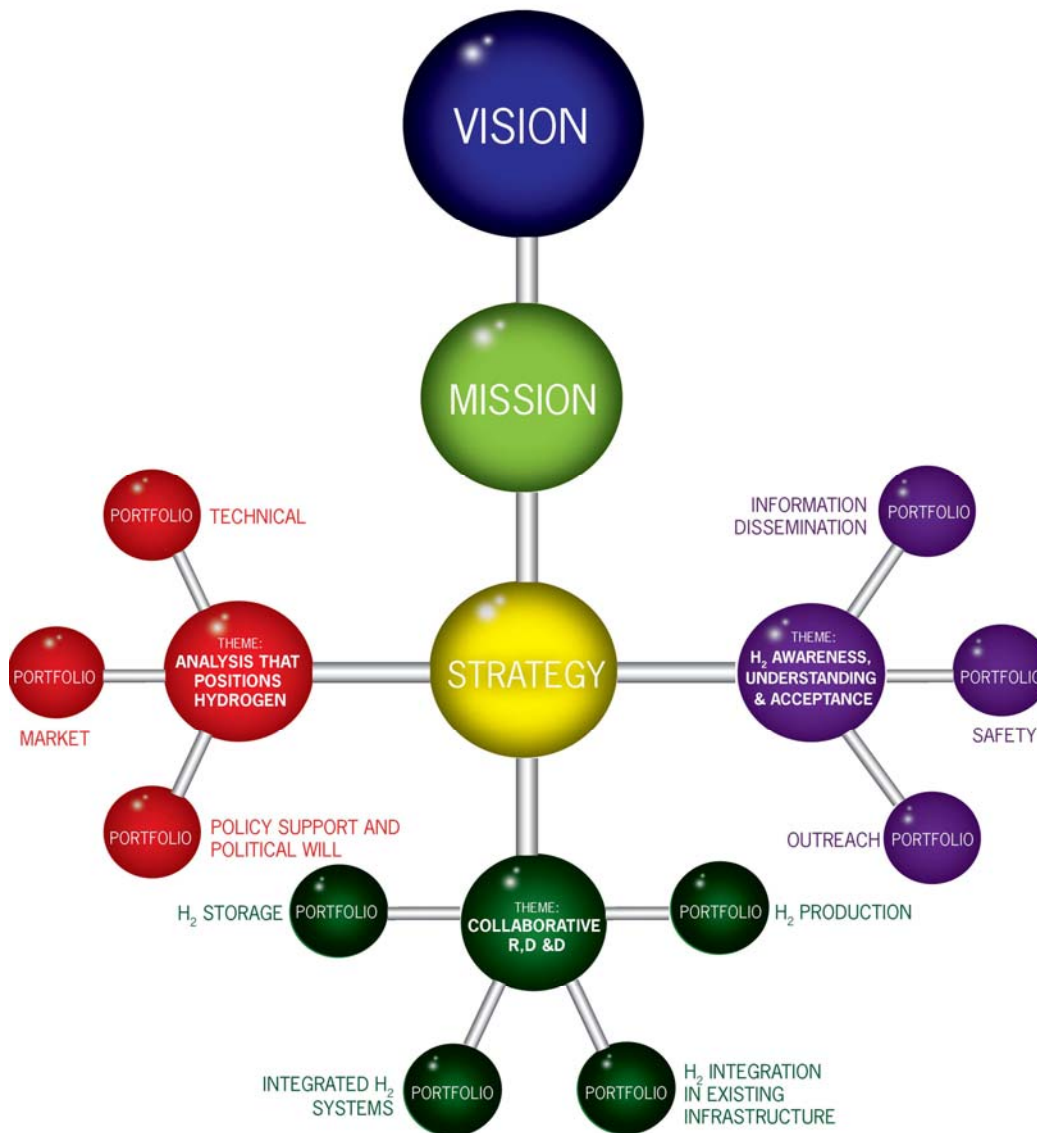 VISION
MISSION
PORTFOLIO
TECHNICAL
INFORMATION
DISSEMINATION
PORTFOLIO
PORTFOLIO
MARKET
THEME:
ANALYSIS THAT
POSITIONS
HYDROGEN
STRATEGY
THEME:
H₂ AWARENESS,
UNDERSTANDING
& ACCEPTANCE
PORTFOLIO
SAFETY
PORTFOLIO
POLICY SUPPORT AND
POLITICAL WILL
OUTREACH
PORTFOLIO
H₂ STORAGE
PORTFOLIO
THEME:
COLLABORATIVE
R,D &D
PORTFOLIO
H₂ PRODUCTION
INTEGRATED H₂
SYSTEMS
PORTFOLIO
PORTFOLIO
H₂ INTEGRATION
IN EXISTING
INFRASTRUCTURE